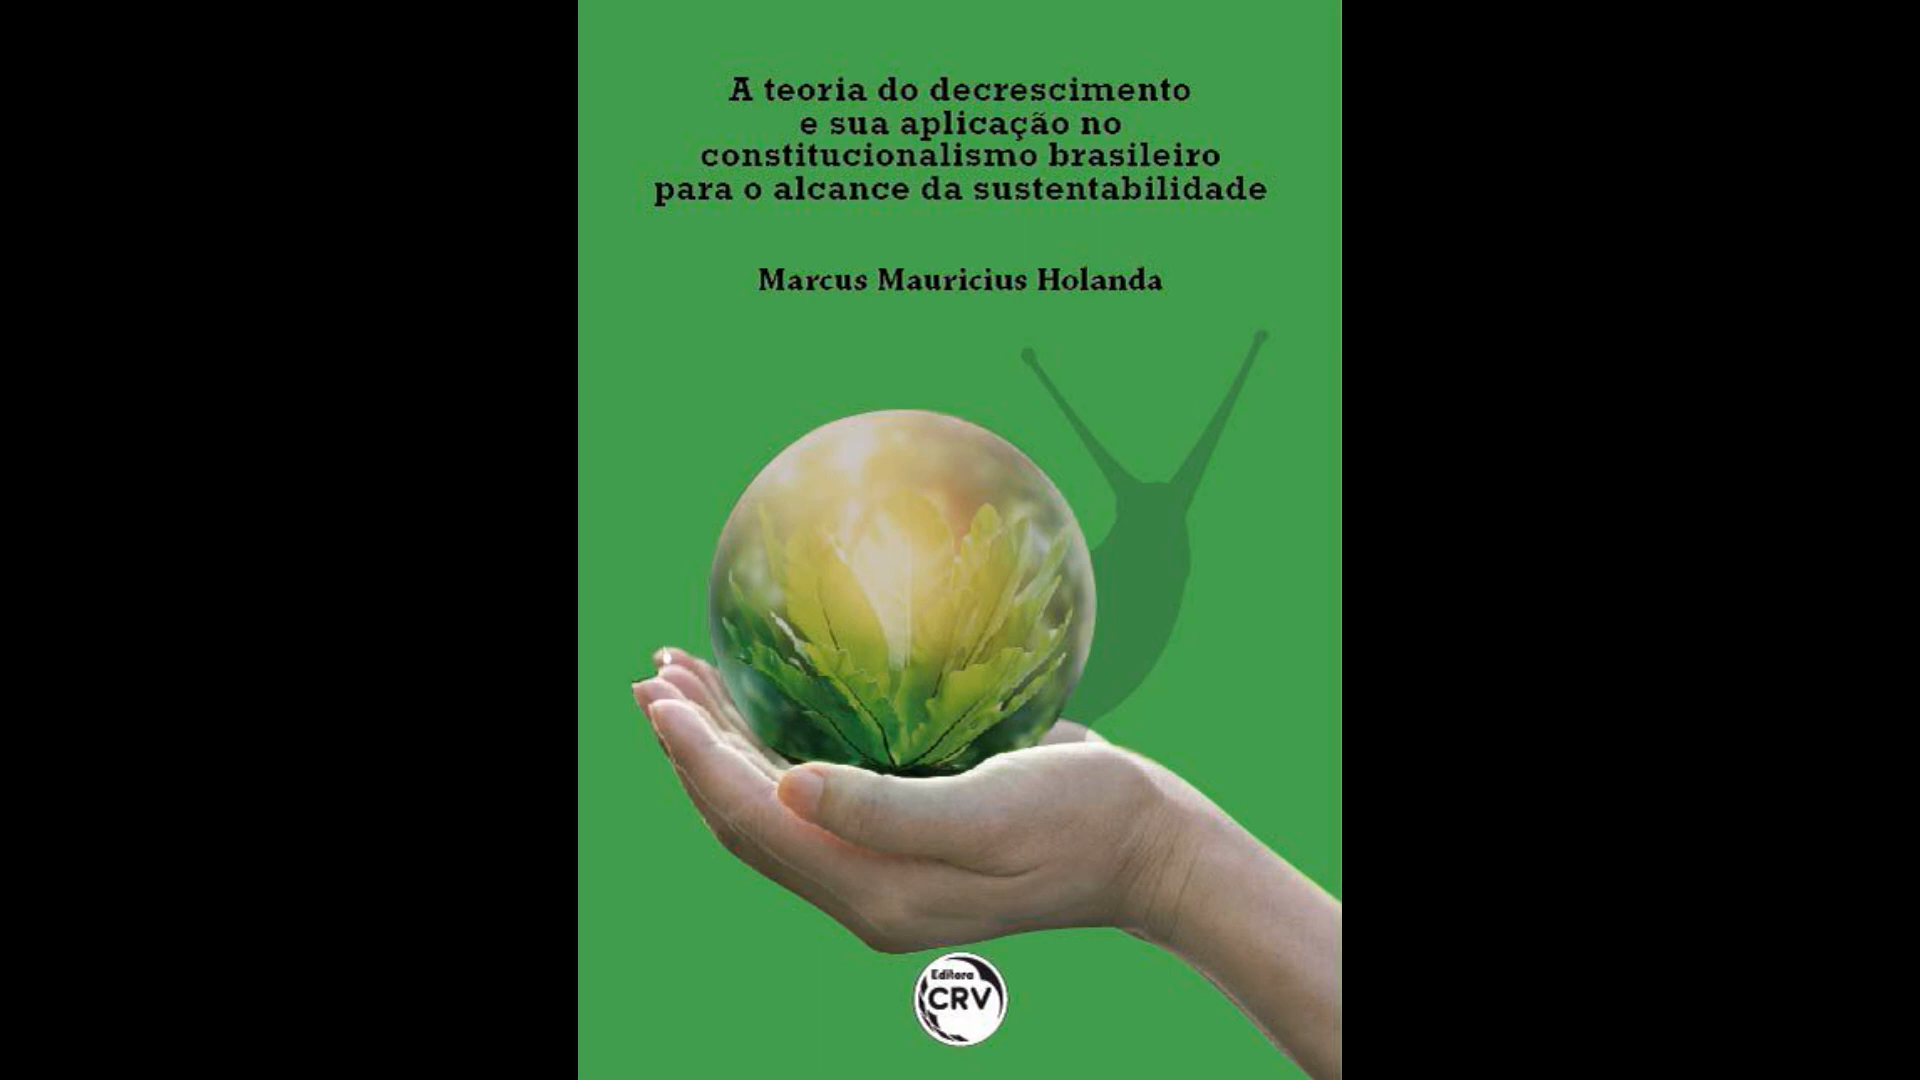 A teoria do decrescimento
e sua aplicação no
constitucionalismo brasileiro
para o alcance da sustentabilidade
Marcus Mauricius Holanda
Editora
CRV